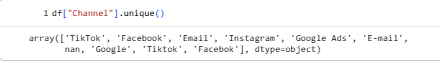 1 df["Channel"].unique()
array(['TikTok', 'Facebook', 'Email', 'Instagram', 'Google Ads', 'E-mail',
nan, 'Google', 'Tiktok', 'Facebok'], dtype=object)